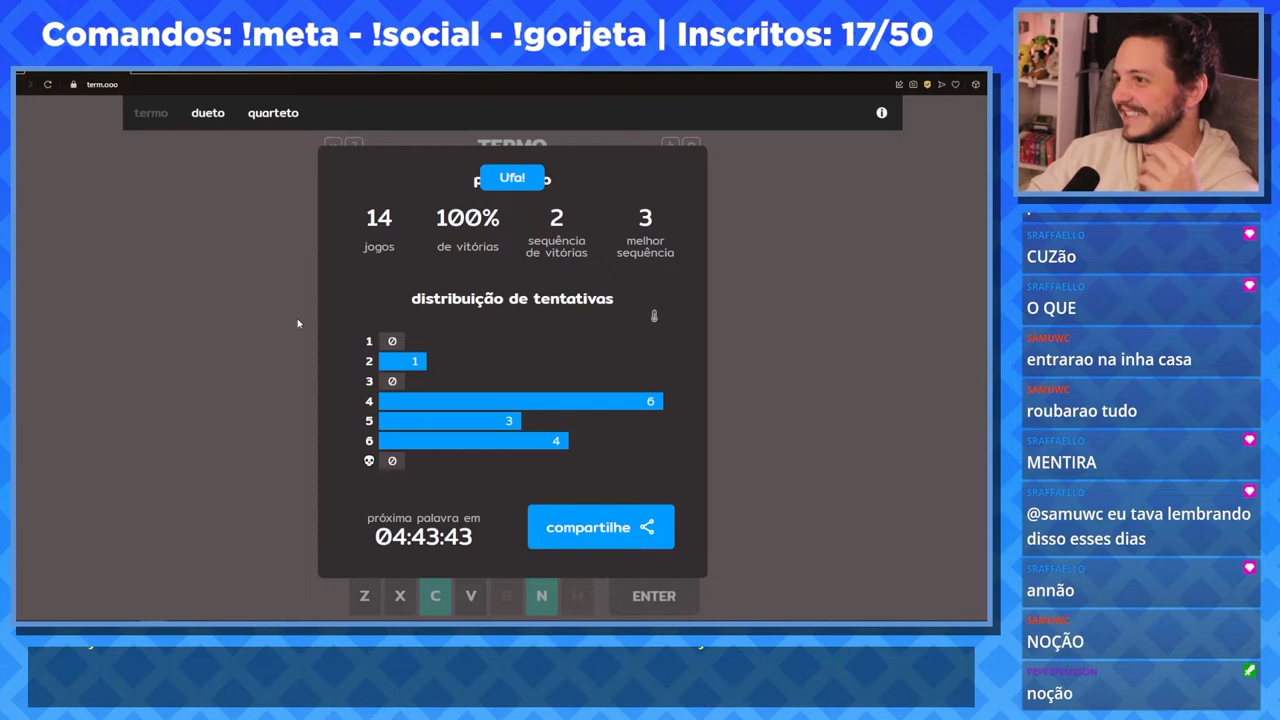 Comandos: !meta - !social - !gorjeta | Inscritos: 17/50
term.ooo
termo dueto quarteto
TERMO
Ufa!
14 100% 2 3
jogos de vitórias sequência de vitórias melhor sequência
distribuição de tentativas
1 0
2 1
3 0
4 6
5 3
6 4
0
próxima palavra em
04:43:43
compartilhe
Z X C V B N M ENTER
SRAFFAELLO
CUZão
SRAFFAELLO
O QUE
SAMUWC
entrarao na inha casa
SAMUWC
roubarao tudo
SRAFFAELLO
MENTIRA
SRAFFAELLO
@samuwc eu tava lembrando
disso esses dias
SRAFFAELLO
annão
SAMUWC
NOÇÃO
noção